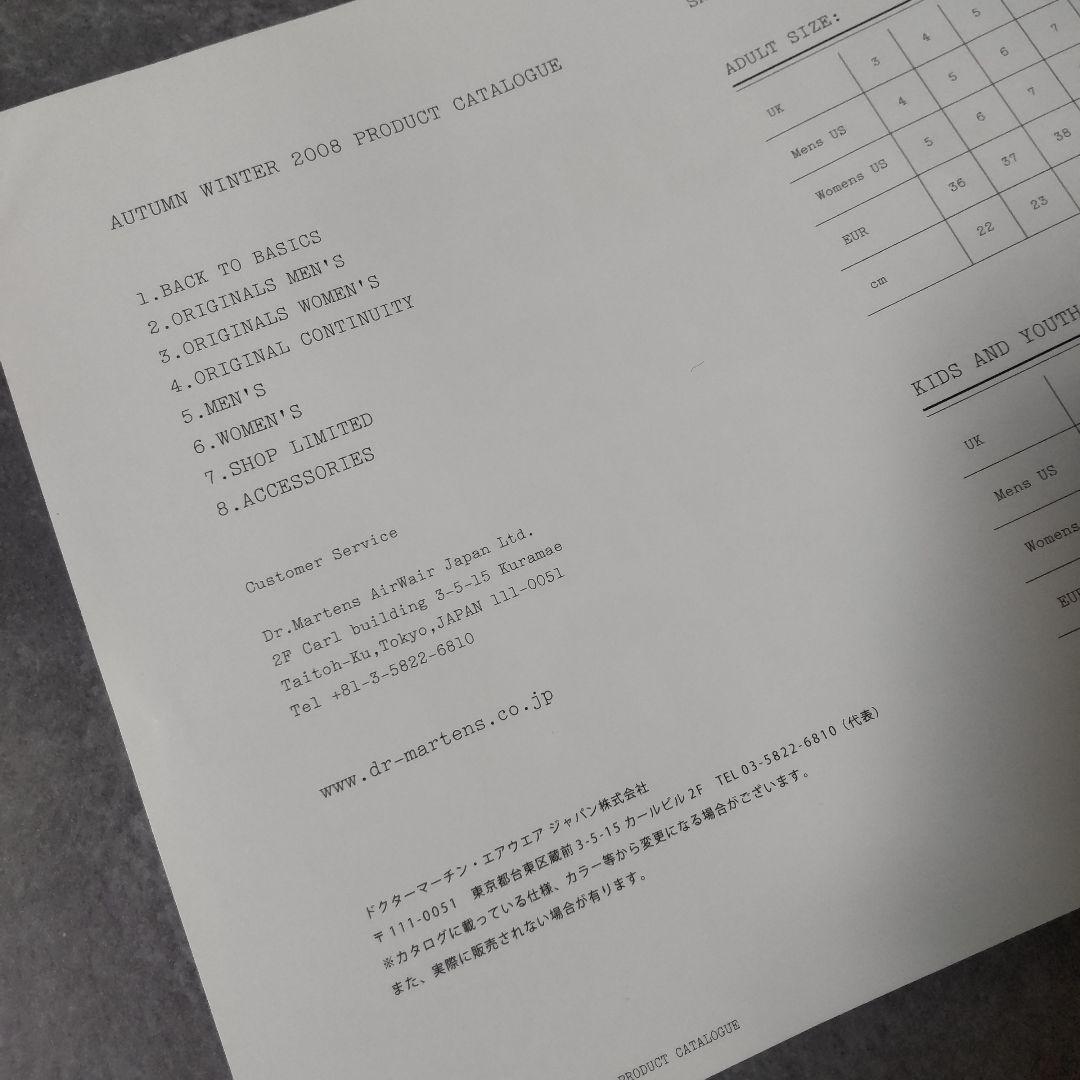 AUTUMN WINTER 2008 PRODUCT CATALOGUE
1.BACK TO BASICS
2.ORIGINALS MEN'S
3.ORIGINALS WOMEN'S
4.ORIGINAL CONTINUITY
5.MEN'S
6.WOMEN'S
7.SHOP LIMITED
8.ACCESSORIES
Customer Service
Dr.Martens AirWair Japan Ltd.
2F Carl building 3-5-15 Kuramae
Taitoh-Ku,Tokyo,JAPAN 111-0051
Tel +81-3-5822-6810
www.dr-martens.co.jp
ドクターマーチン・エアウエア ジャパン株式会社
〒111-0051 東京都台東区蔵前 3-5-15 カールビル 2F TEL 03-5822-6810（代表）
※カタログに載っている仕様、カラー等から変更になる場合がございます。
また、実際に販売されない場合が有ります。
PRODUCT CATALOGUE
ADULT SIZE:
UK 3 4 5
Mens US 4 5 6 7
Womens US 5 6 7
EUR 36 37 38
cm 22 23
KIDS AND YOUTH
UK
Mens US
Womens
EUR